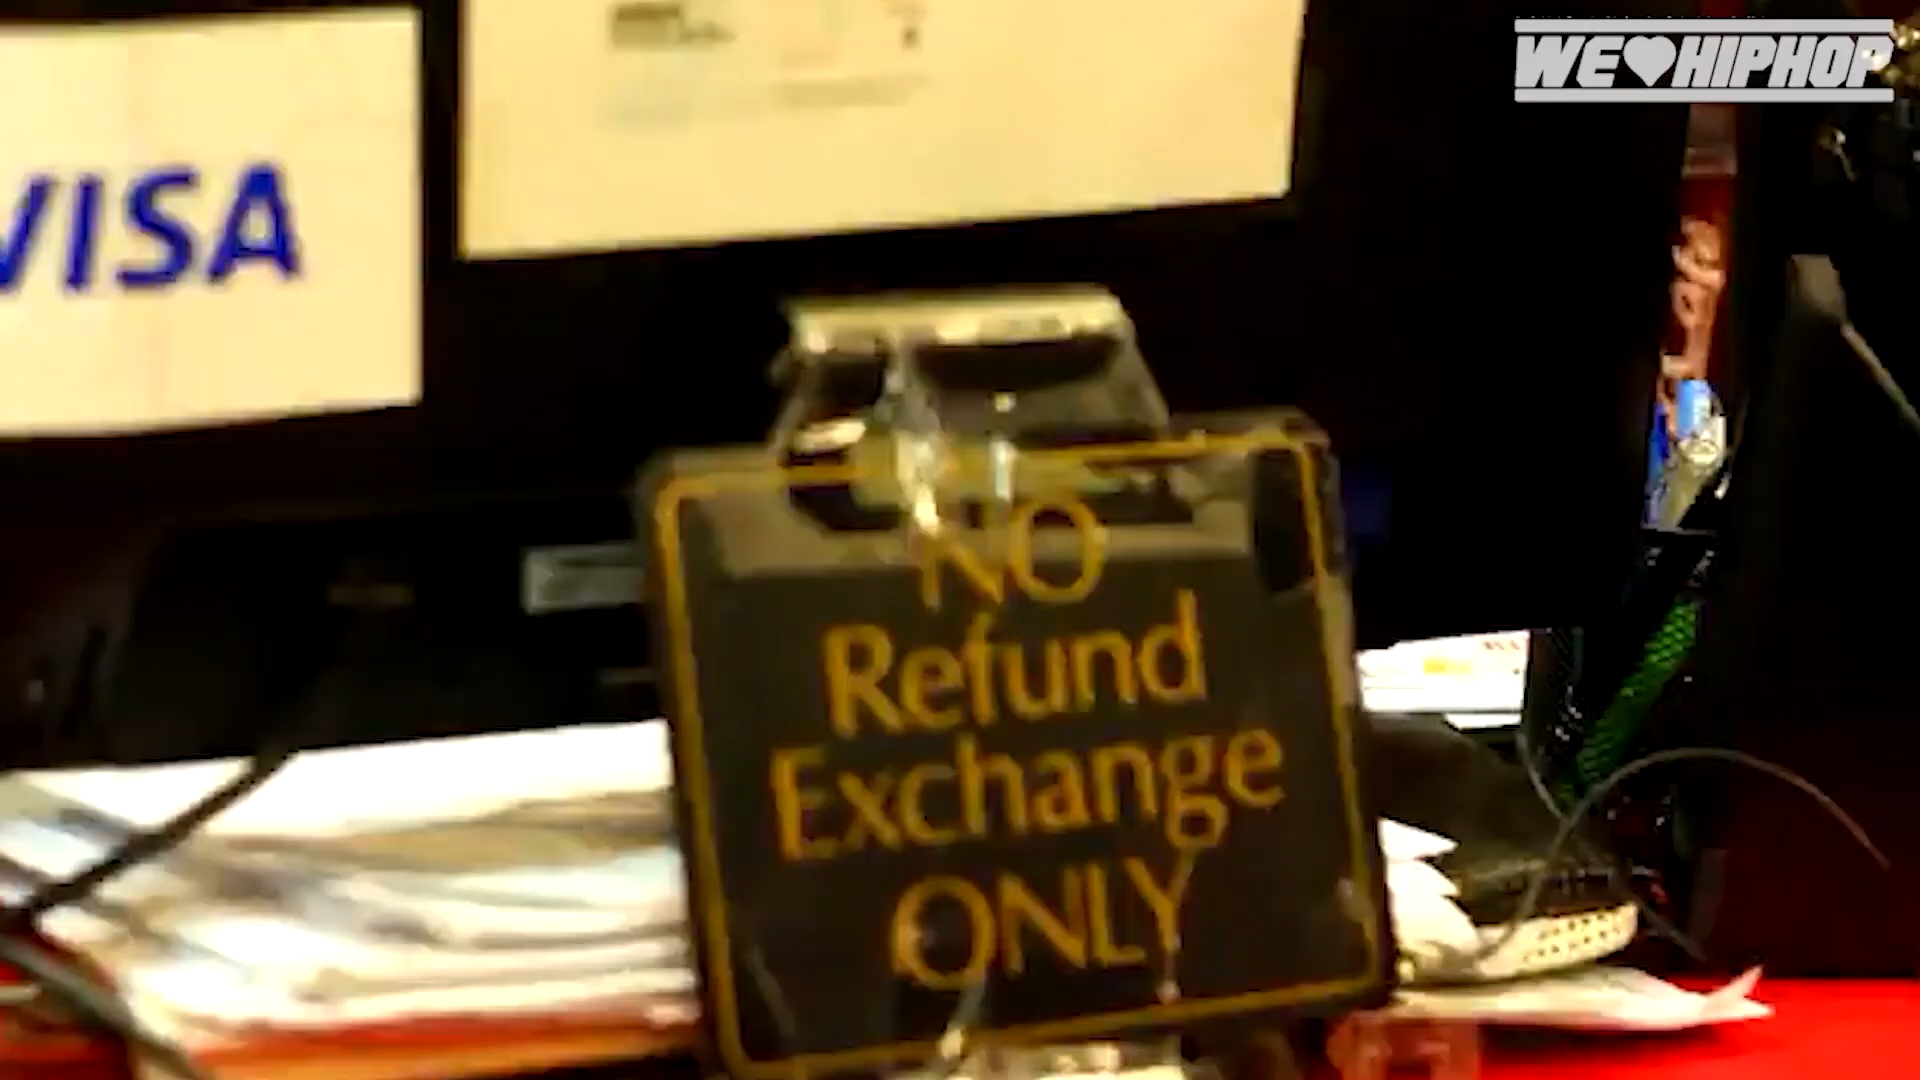 WE♥HIPHOP
VISA
NO
Refund
Exchange
ONLY